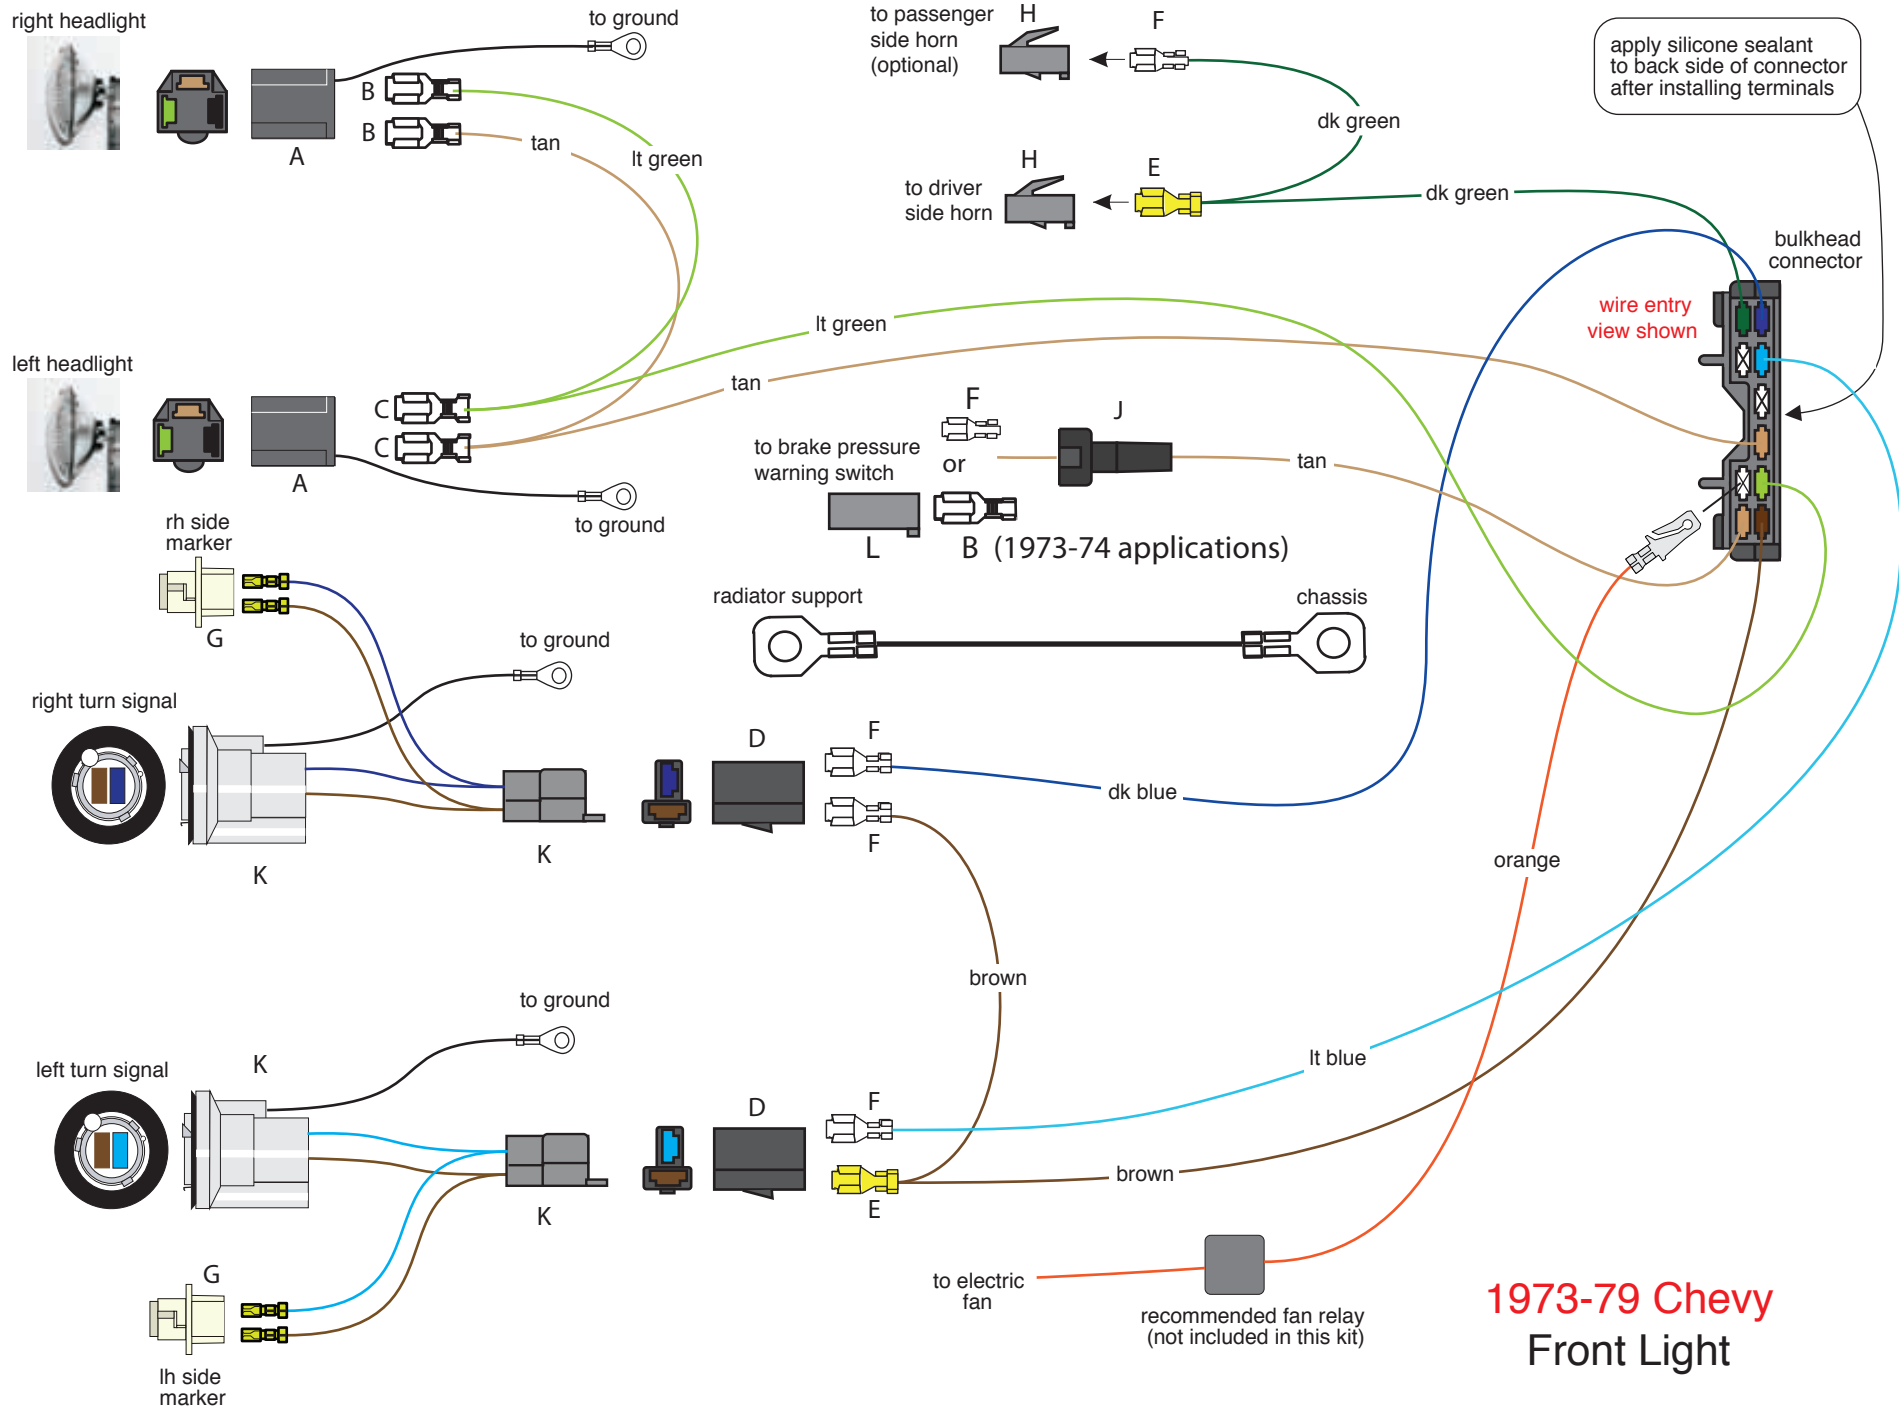 right headlight
to ground
B
B
A
tan
lt green
to passenger
side horn
(optional)
H
F
dk green
apply silicone sealant
to back side of connector
after installing terminals
to driver
side horn
H
E
dk green
bulkhead
connector
wire entry
view shown
left headlight
C
C
A
to ground
lt green
tan
to brake pressure
warning switch
F
or
J
tan
L
B (1973-74 applications)
rh side
marker
G
to ground
radiator support
chassis
right turn signal
K
K
D
F
F
dk blue
orange
brown
to ground
left turn signal
K
K
D
F
E
lt blue
brown
G
lh side
marker
to electric
fan
recommended fan relay
(not included in this kit)
1973-79 Chevy
Front Light